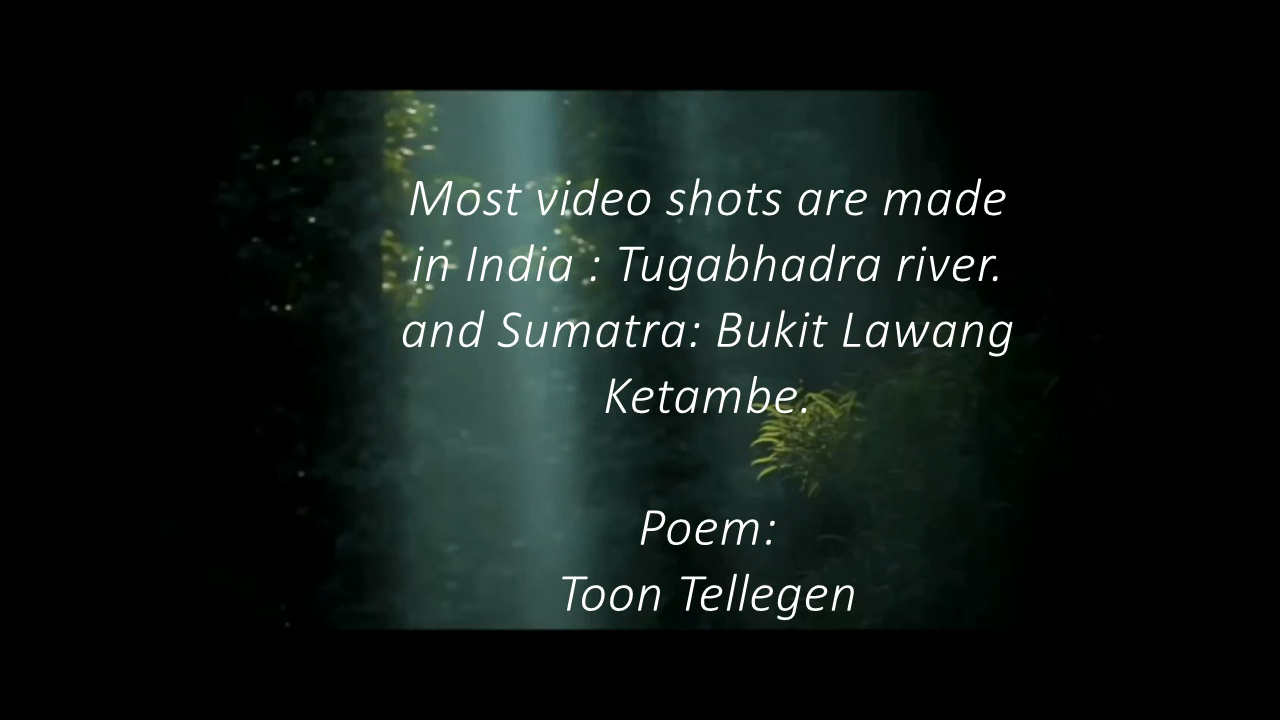 Most video shots are made
in India : Tugabhadra river.
and Sumatra: Bukit Lawang
Ketambe.
Poem:
Toon Tellegen